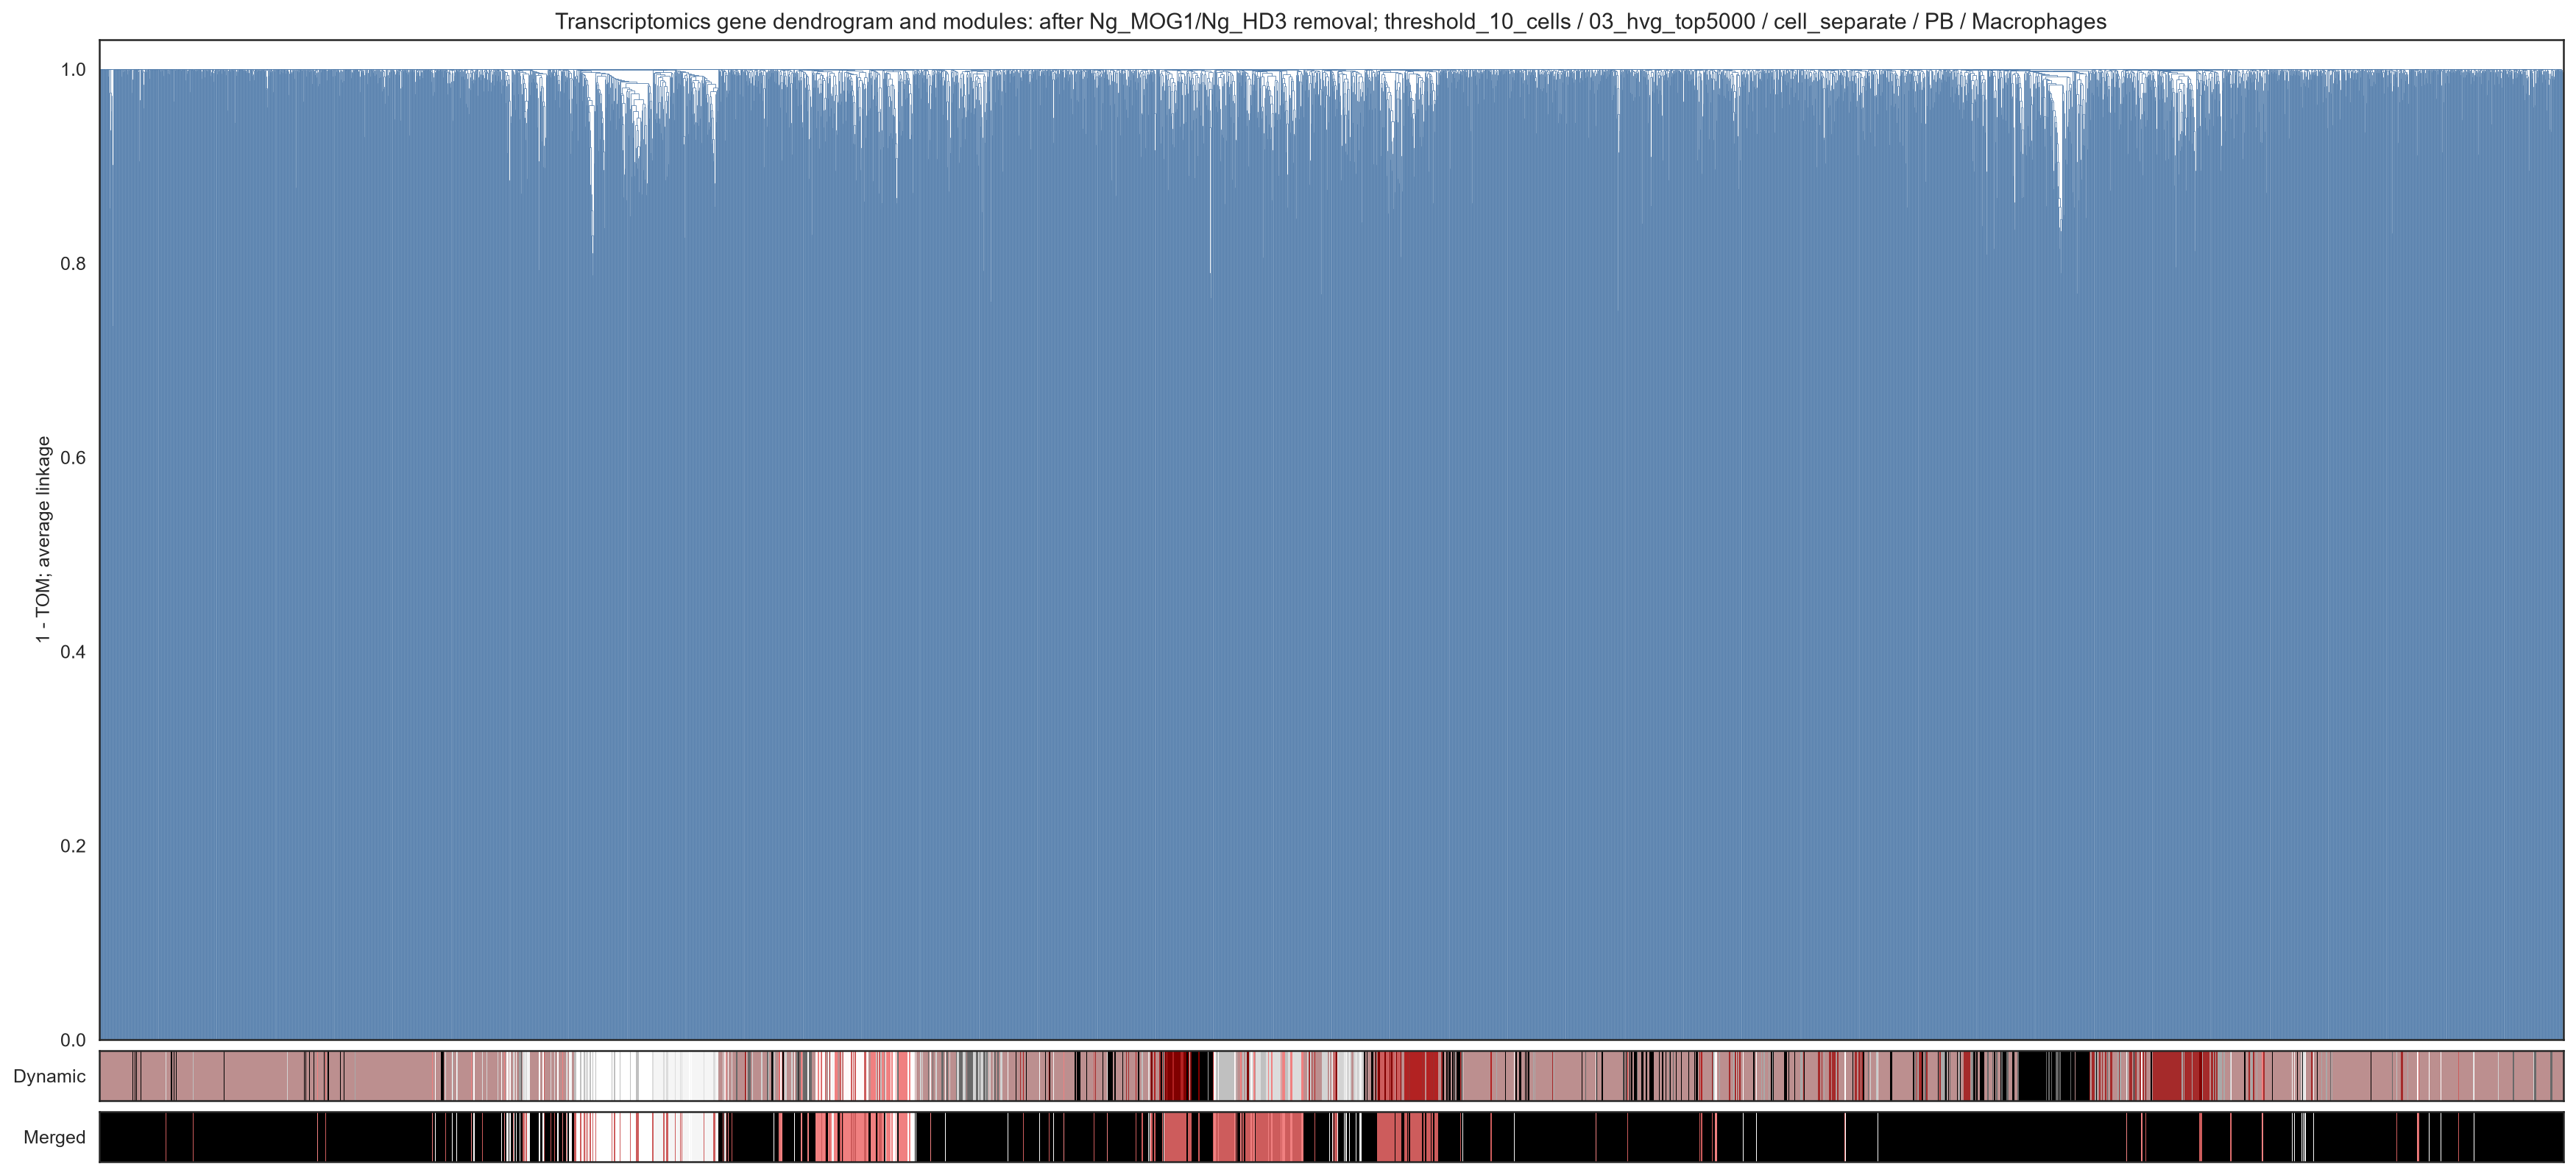 Transcriptomics gene dendrogram and modules: after Ng_MOG1/Ng_HD3 removal; threshold_10_cells / 03_hvg_top5000 / cell_separate / PB / Macrophages
1.0
0.8
0.6
0.4
0.2
0.0
1 - TOM; average linkage
Dynamic
Merged